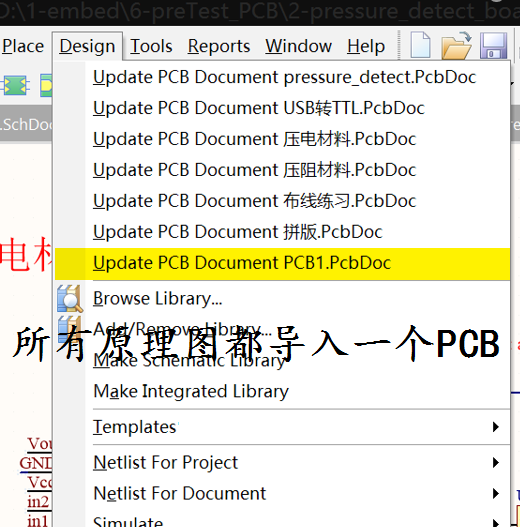 D:\1-embed\6-preTest_PCB\2-pressure_detect_boa
Place Design Tools Reports Window Help
.SchDoc
Update PCB Document pressure_detect.PcbDoc
Update PCB Document USB转TTL.PcbDoc
Update PCB Document 压电材料.PcbDoc
Update PCB Document 压阻材料.PcbDoc
Update PCB Document 布线练习.PcbDoc
Update PCB Document 拼版.PcbDoc
Update PCB Document PCB1.PcbDoc
电材
Browse Library...
Add/Remove Library...
所有原理图都导入一个PCB
Make Schematic Library
Make Integrated Library
Templates
Netlist For Project
Netlist For Document
Simulate
Vou
GND
Vcc
in2
in1